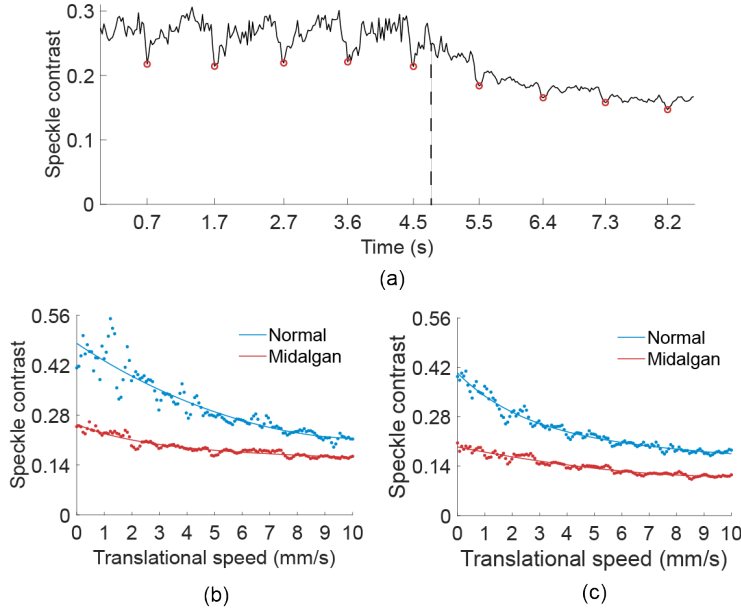 0.3
0.2
0.1
0
Speckle contrast
0.7 1.7 2.7 3.6 4.5 5.5 6.4 7.3 8.2
Time (s)
(a)
0.56
0.42
0.28
0.14
0
Speckle contrast
Normal
Midalgan
0 1 2 3 4 5 6 7 8 9 10
Translational speed (mm/s)
(b)
0.56
0.42
0.28
0.14
0
Speckle contrast
Normal
Midalgan
0 1 2 3 4 5 6 7 8 9 10
Translational speed (mm/s)
(c)